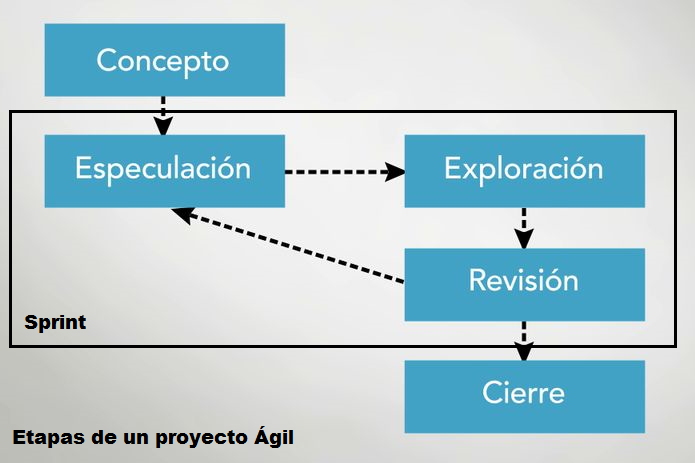 Concepto
Especulación
Exploración
Revisión
Sprint
Cierre
Etapas de un proyecto Ágil